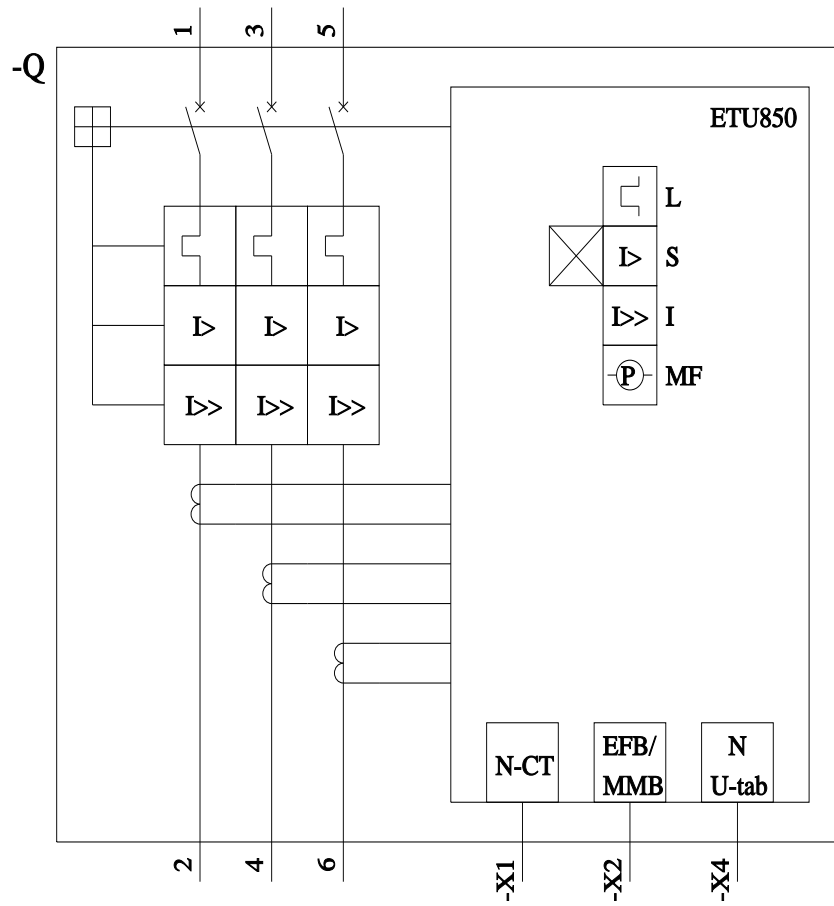 1 3 5
-Q
ETU850
L
I> S
I>> I
P MF
I> I> I>
I>> I>> I>>
N-CT
EFB/
MMB
N
U-tab
2 4 6
-X1 -X2 -X4